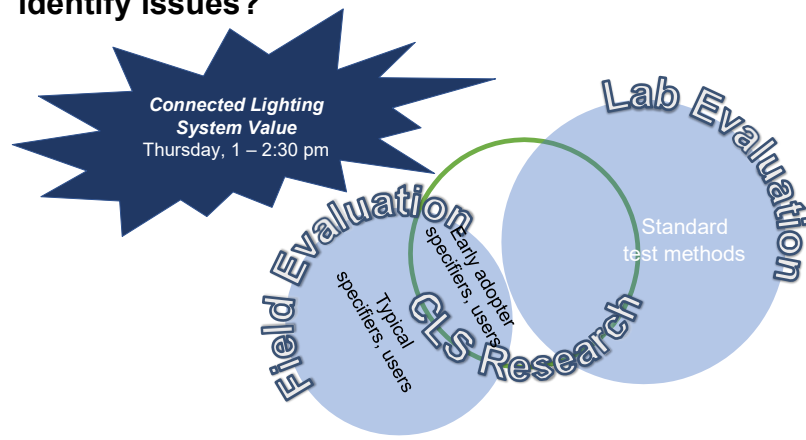 identify issues?
Connected Lighting
System Value
Thursday, 1 – 2:30 pm
Lab Evaluation
Standard
test methods
Field Evaluation
Early adopter
specifiers, users
Typical
specifiers, users
CLS Research